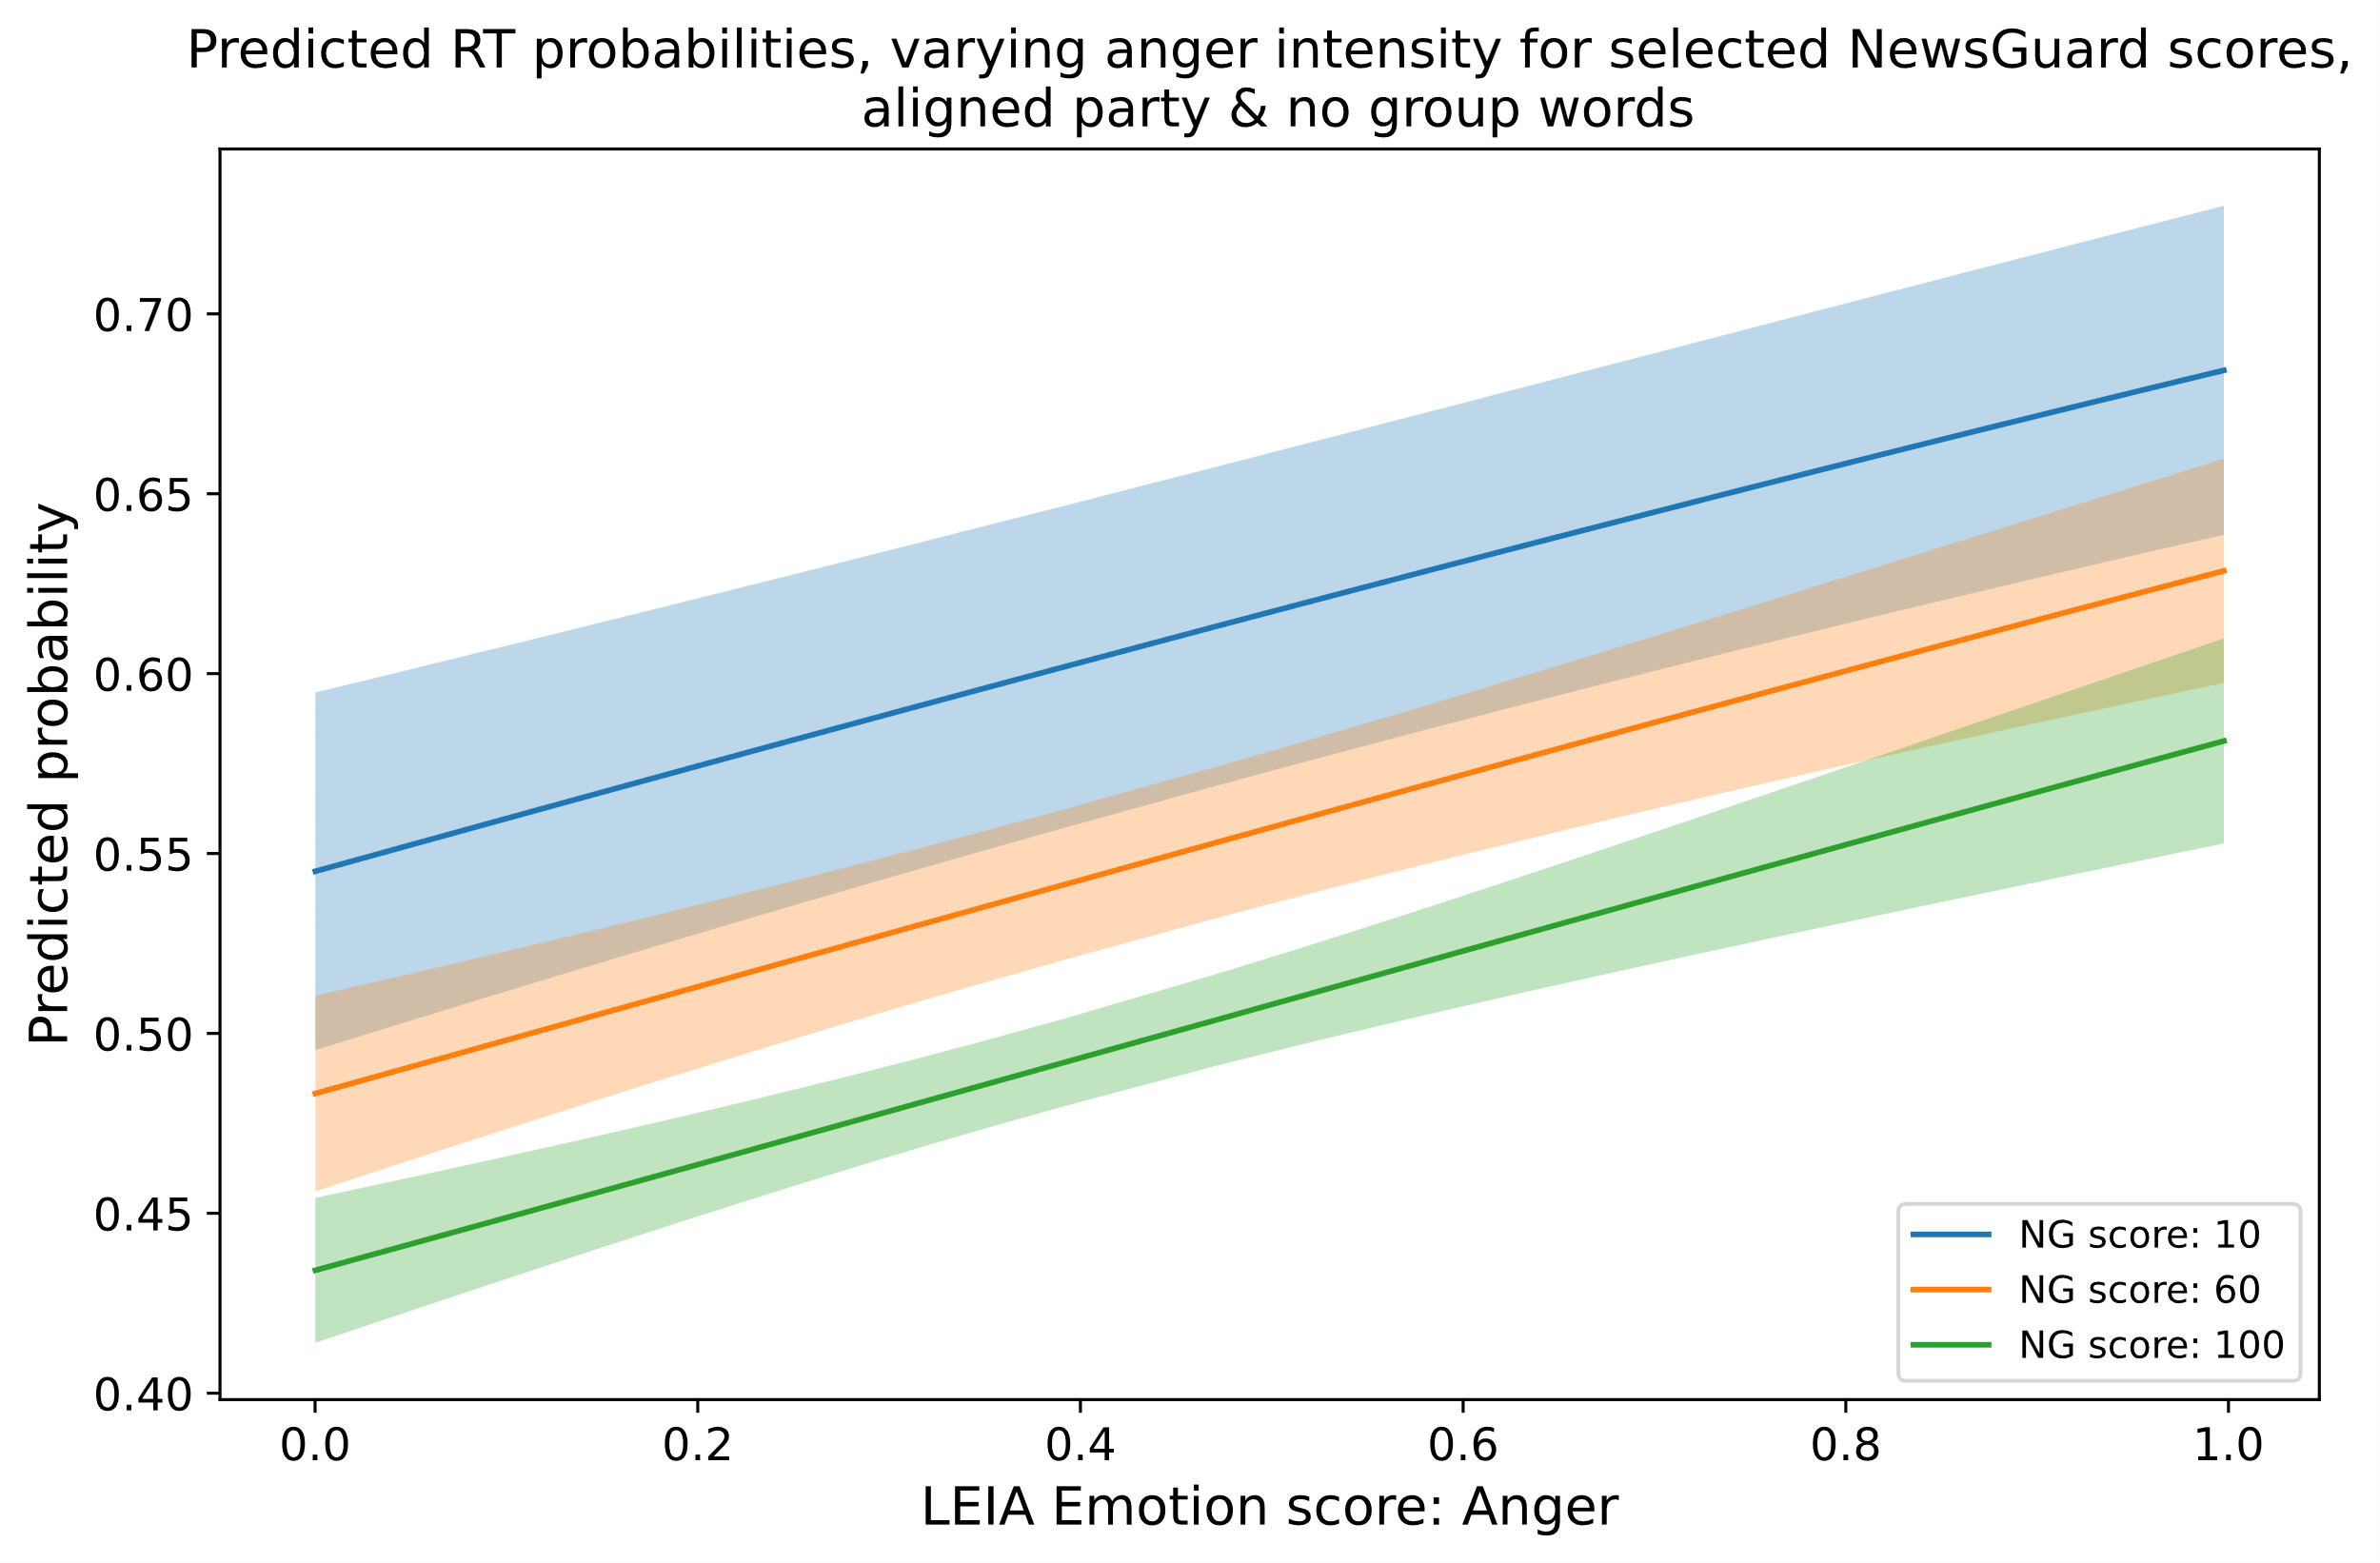 Predicted RT probabilities, varying anger intensity for selected NewsGuard scores,
aligned party & no group words
Predicted probability
0.70
0.65
0.60
0.55
0.50
0.45
0.40
0.0 0.2 0.4 0.6 0.8 1.0
LEIA Emotion score: Anger
NG score: 10
NG score: 60
NG score: 100